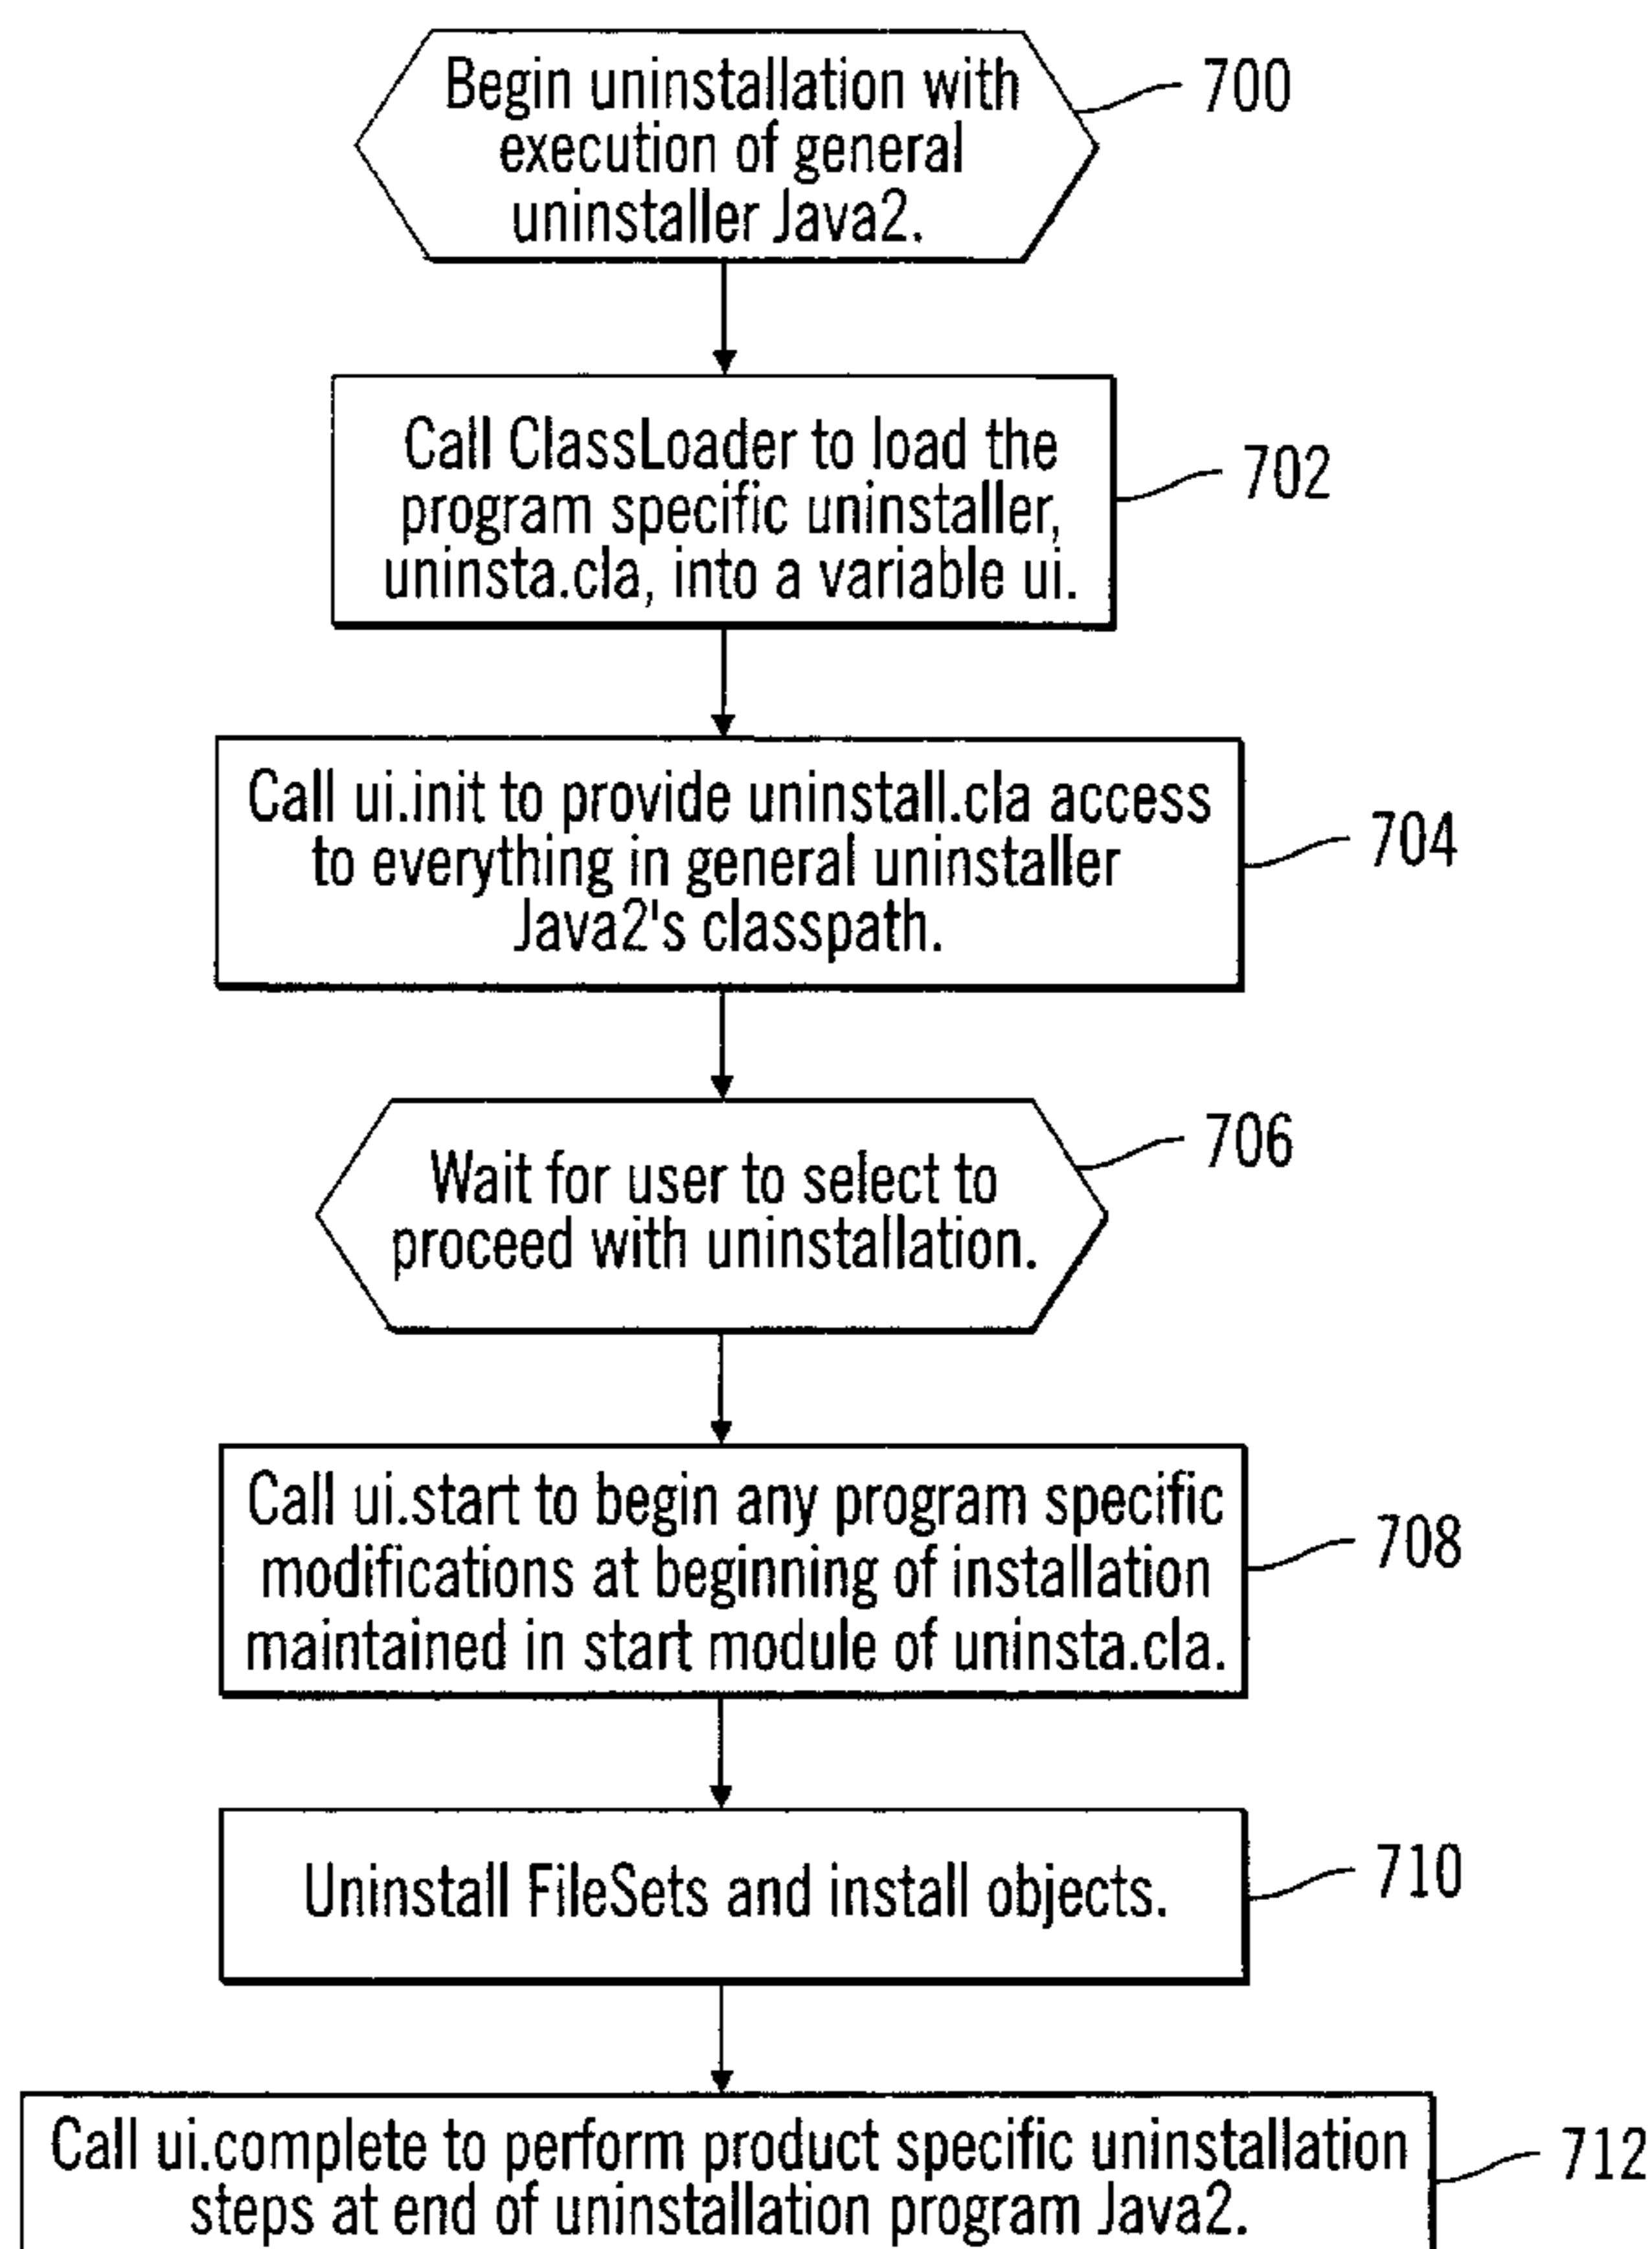 Begin uninstallation with
execution of general
uninstaller Java2.
700
Call ClassLoader to load the
program specific uninstaller,
uninsta.cla, into a variable ui.
702
Call ui.init to provide uninstall.cla access
to everything in general uninstaller
Java2's classpath.
704
Wait for user to select to
proceed with uninstallation.
706
Call ui.start to begin any program specific
modifications at beginning of installation
maintained in start module of uninsta.cla.
708
Uninstall FileSets and install objects.
710
Call ui.complete to perform product specific uninstallation
steps at end of uninstallation program Java2.
712